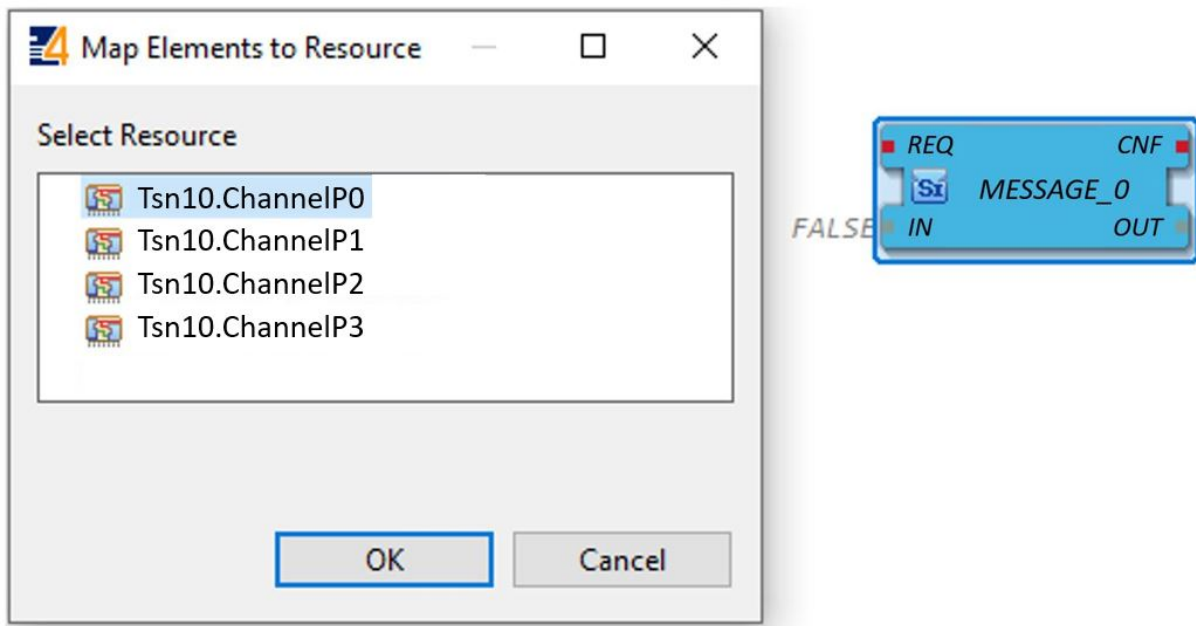 Map Elements to Resource
Select Resource
Tsn10.ChannelP0
Tsn10.ChannelP1
Tsn10.ChannelP2
Tsn10.ChannelP3
OK Cancel
REQ CNF
SI MESSAGE_0
FALSE IN OUT